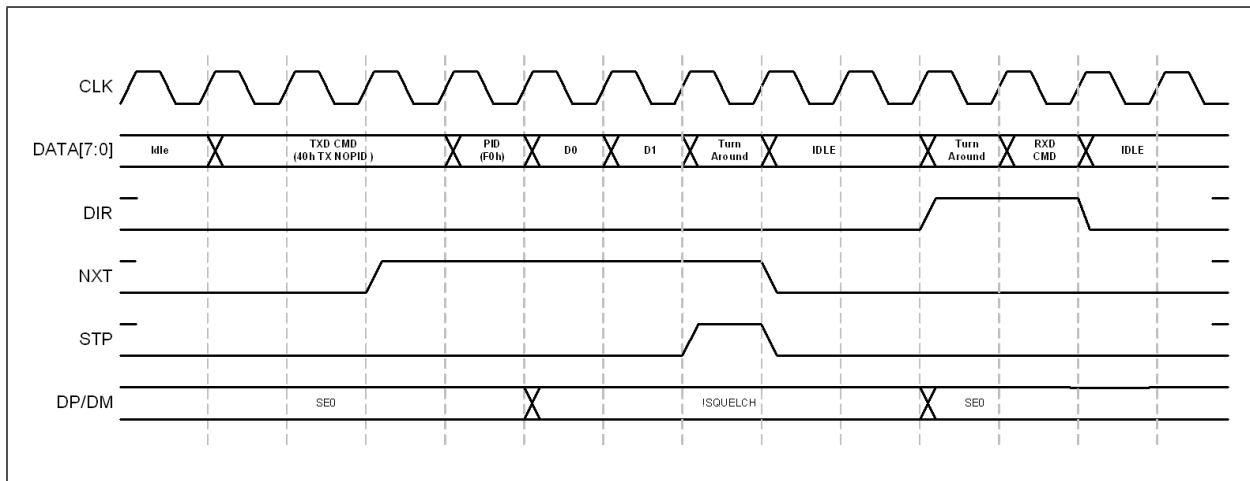 CLK
DATA[7:0]
Idle
TXD CMD
(40h TX NOPID )
PID
(F0h)
D0
D1
Turn
Around
IDLE
Turn
Around
RXD
CMD
IDLE
DIR
NXT
STP
DP/DM
SE0
!SQUELCH
SE0